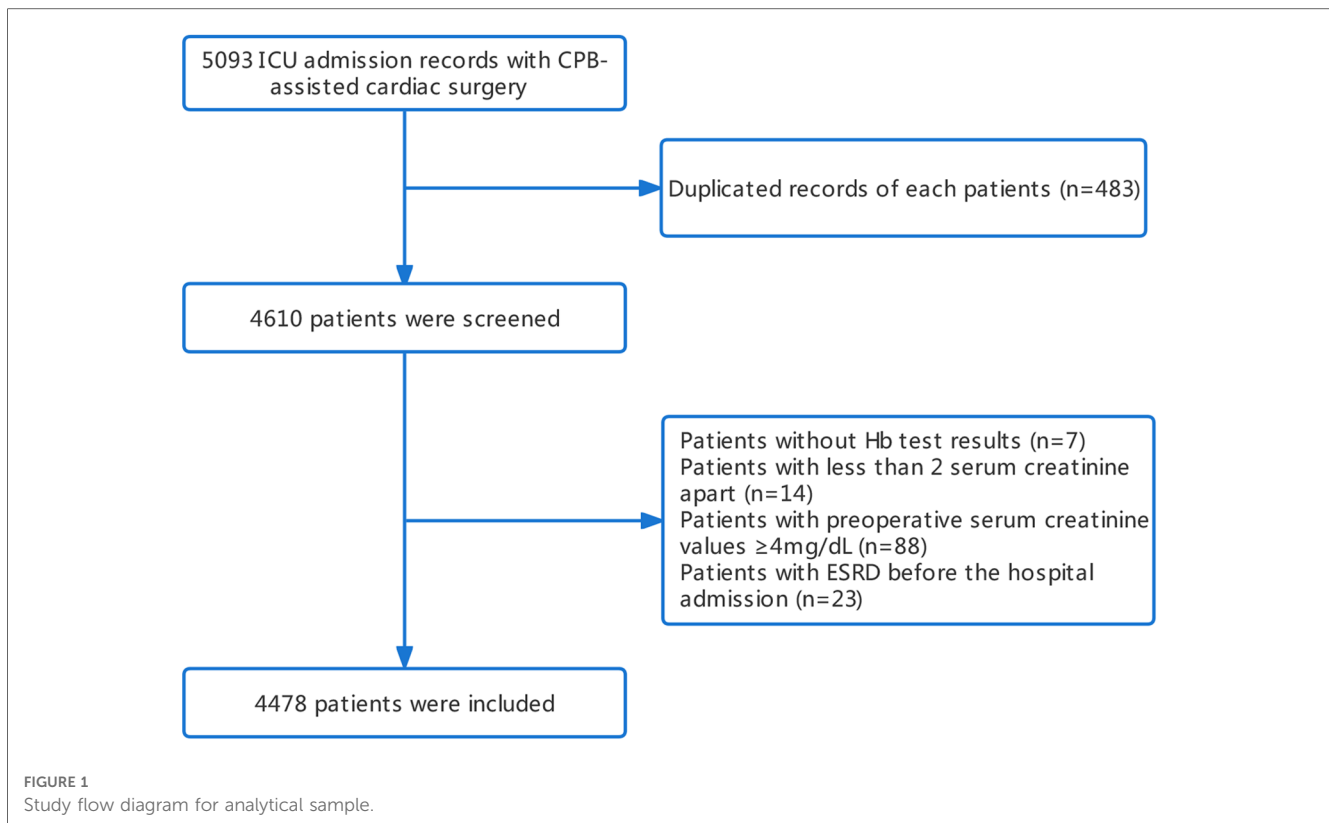 5093 ICU admission records with CPB-
assisted cardiac surgery
Duplicated records of each patients (n=483)
4610 patients were screened
Patients without Hb test results (n=7)
Patients with less than 2 serum creatinine
apart (n=14)
Patients with preoperative serum creatinine
values ≥4mg/dL (n=88)
Patients with ESRD before the hospital
admission (n=23)
4478 patients were included
FIGURE 1
Study flow diagram for analytical sample.